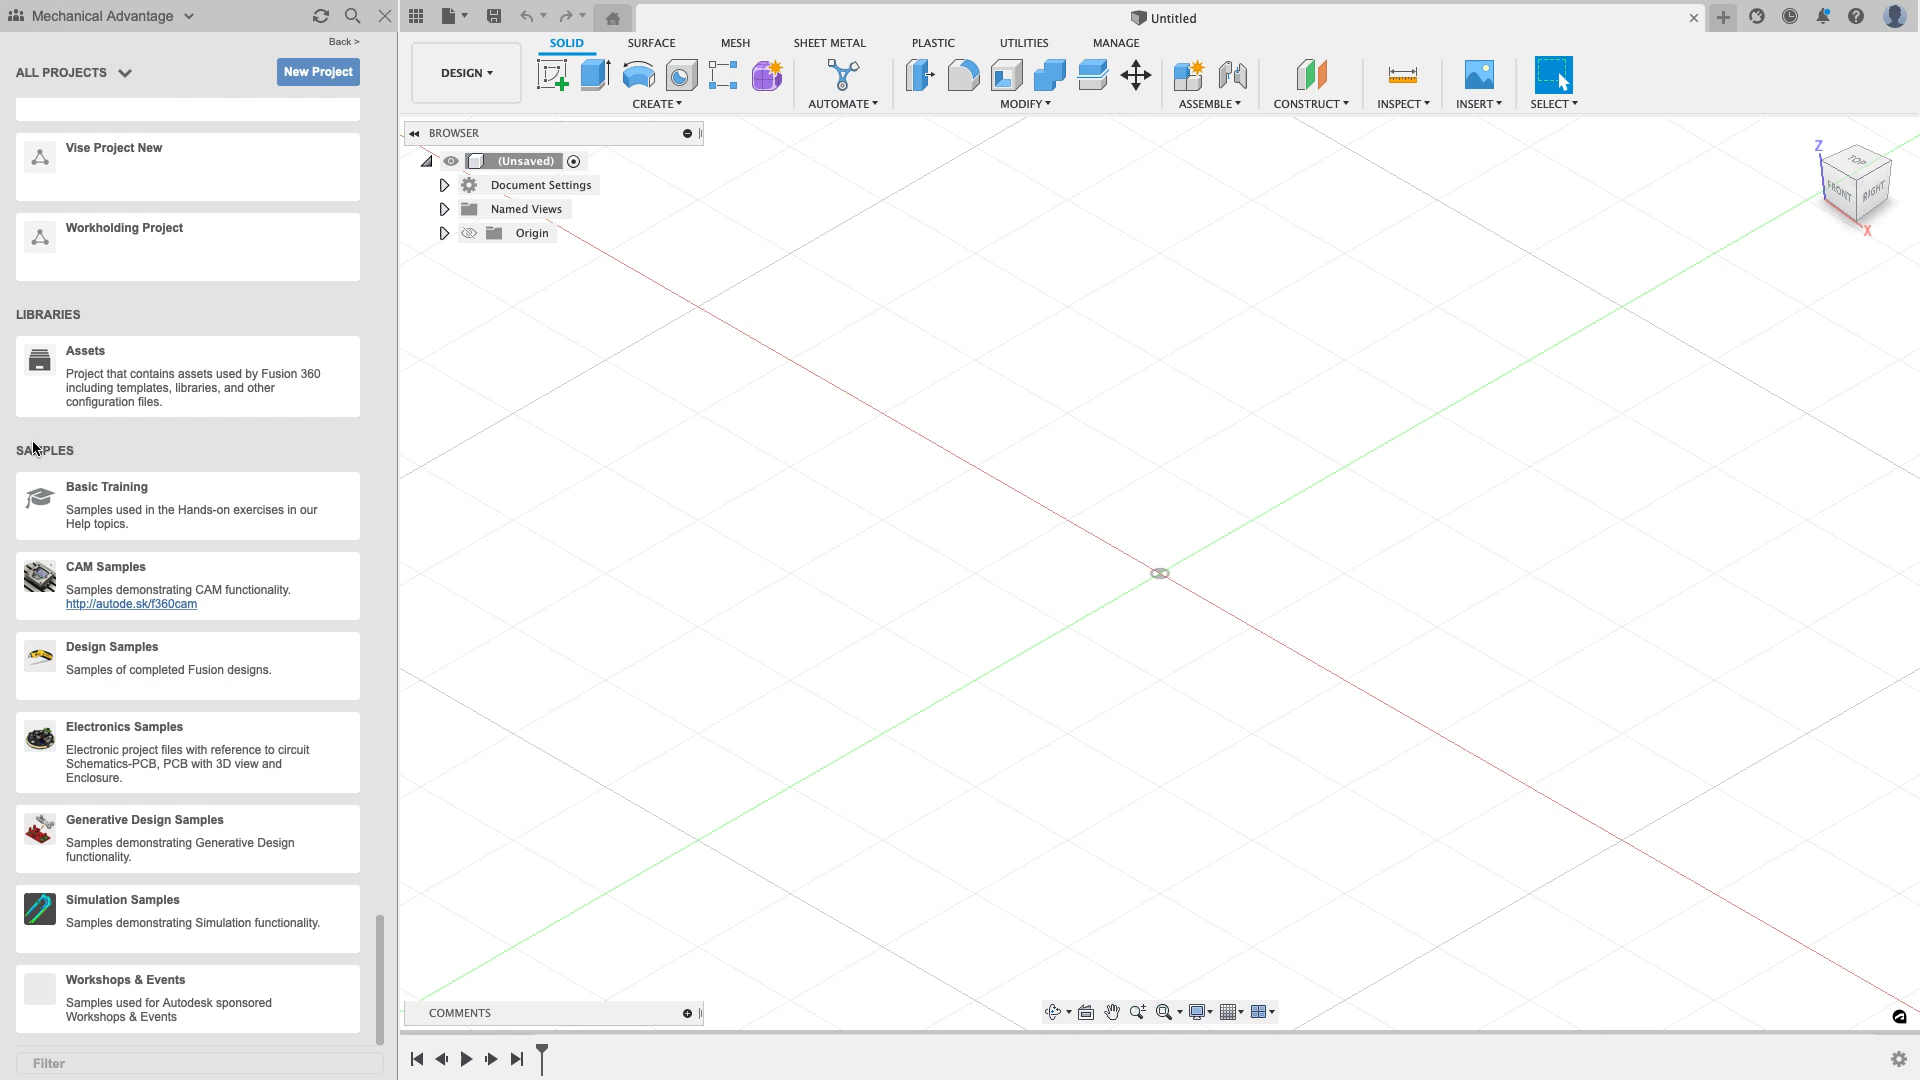 Mechanical Advantage
Untitled
Back >
ALL PROJECTS
New Project
SOLID
SURFACE
MESH
SHEET METAL
PLASTIC
UTILITIES
MANAGE
DESIGN
CREATE
AUTOMATE
MODIFY
ASSEMBLE
CONSTRUCT
INSPECT
INSERT
SELECT
BROWSER
(Unsaved)
Document Settings
Named Views
Origin
Z
TOP
FRONT
RIGHT
X
Vise Project New
Workholding Project
LIBRARIES
Assets
Project that contains assets used by Fusion 360
including templates, libraries, and other
configuration files.
SAMPLES
Basic Training
Samples used in the Hands-on exercises in our
Help topics.
CAM Samples
Samples demonstrating CAM functionality.
http://autode.sk/f360cam
Design Samples
Samples of completed Fusion designs.
Electronics Samples
Electronic project files with reference to circuit
Schematics-PCB, PCB with 3D view and
Enclosure.
Generative Design Samples
Samples demonstrating Generative Design
functionality.
Simulation Samples
Samples demonstrating Simulation functionality.
Workshops & Events
Samples used for Autodesk sponsored
Workshops & Events
Filter
COMMENTS